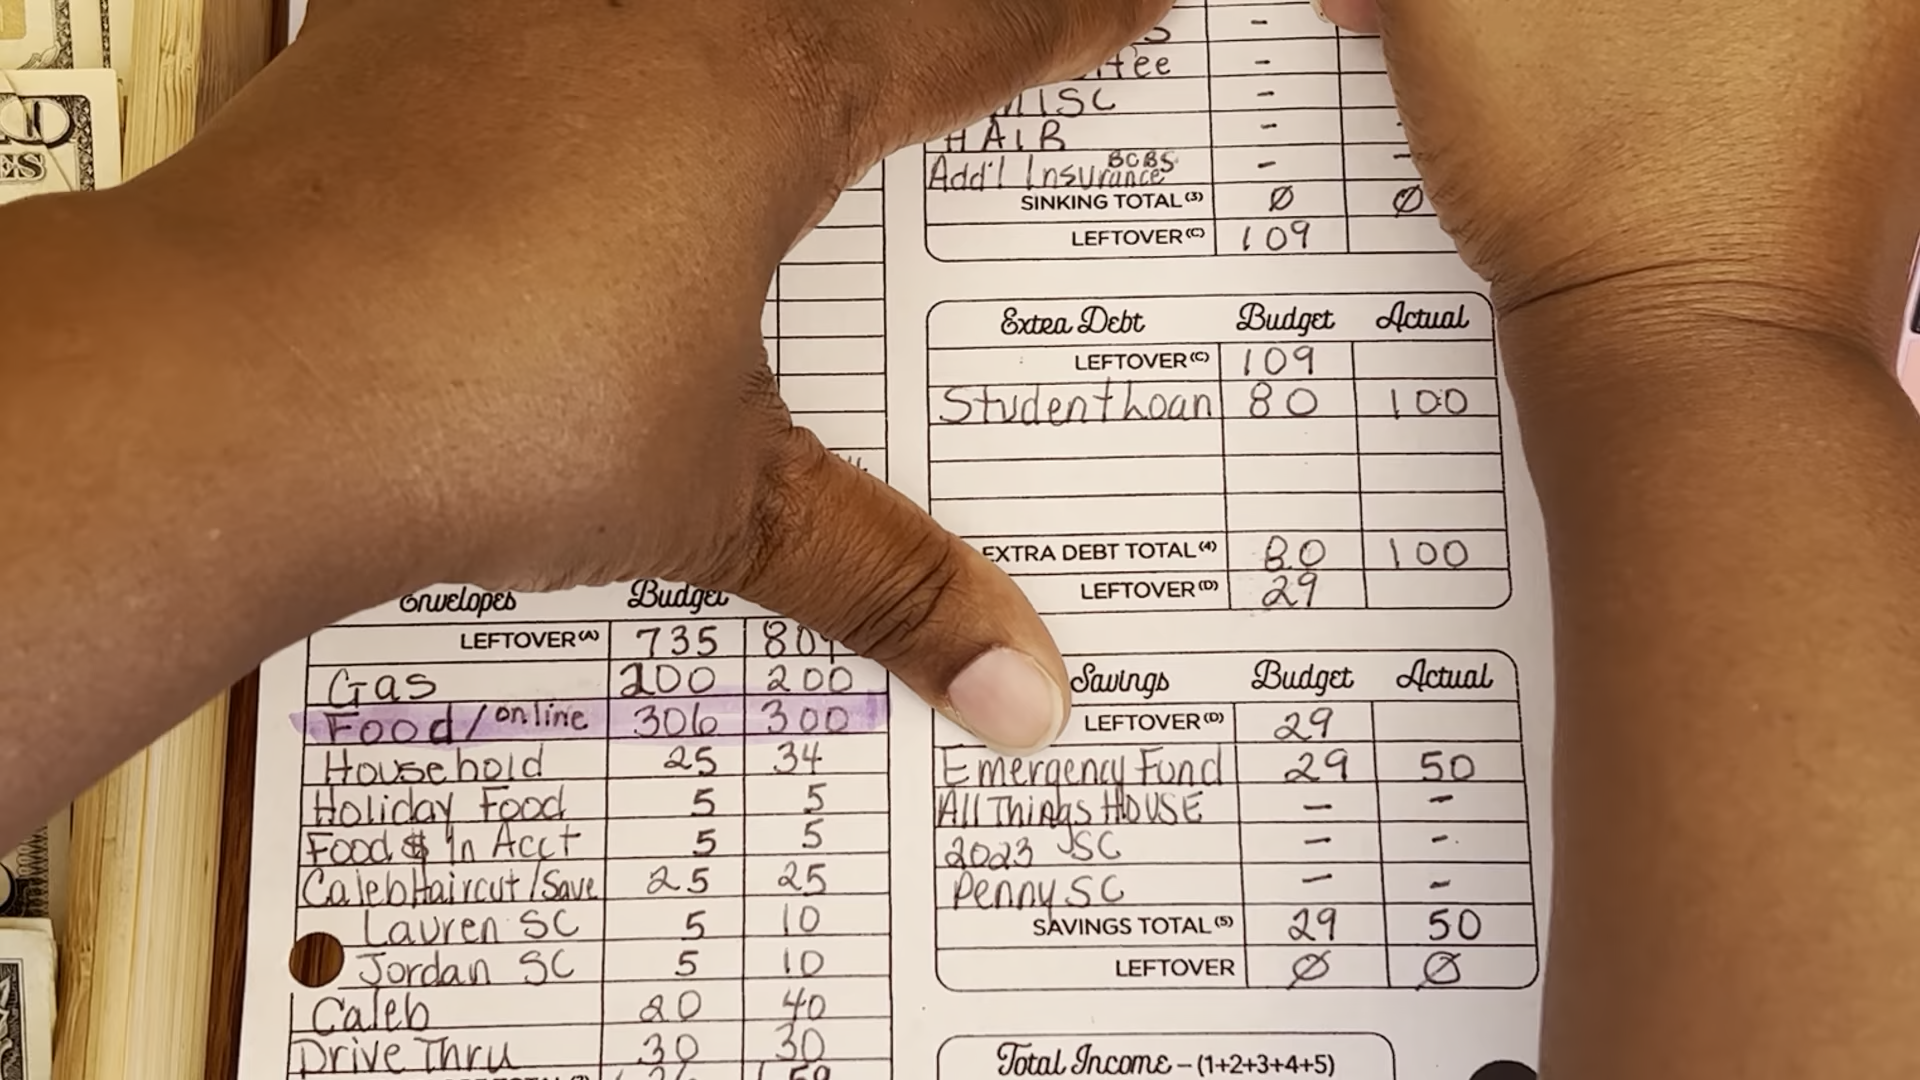 ES
Envelopes Budget
LEFTOVER(A) 735
Gas 200 200
Food/online 306 300
Household 25 34
Holiday Food 5 5
Food $ in Acct 5 5
Caleb Haircut/Save 25 25
Lauren SC 5 10
Jordan SC 5 10
Caleb 20 40
Drive Thru 30 30
MISC -
HAIR - -
Add'l Insurance BCBS - -
SINKING TOTAL(3) Ø Ø
LEFTOVER(C) 109
Extra Debt Budget Actual
LEFTOVER(C) 109
Student Loan 80 100
EXTRA DEBT TOTAL(4) 80 100
LEFTOVER(D) 29
Savings Budget Actual
LEFTOVER(D) 29
Emergency Fund 29 50
All Things HOUSE - -
2023 JSC - -
Penny SC - -
SAVINGS TOTAL(5) 29 50
LEFTOVER Ø Ø
Total Income - (1+2+3+4+5)